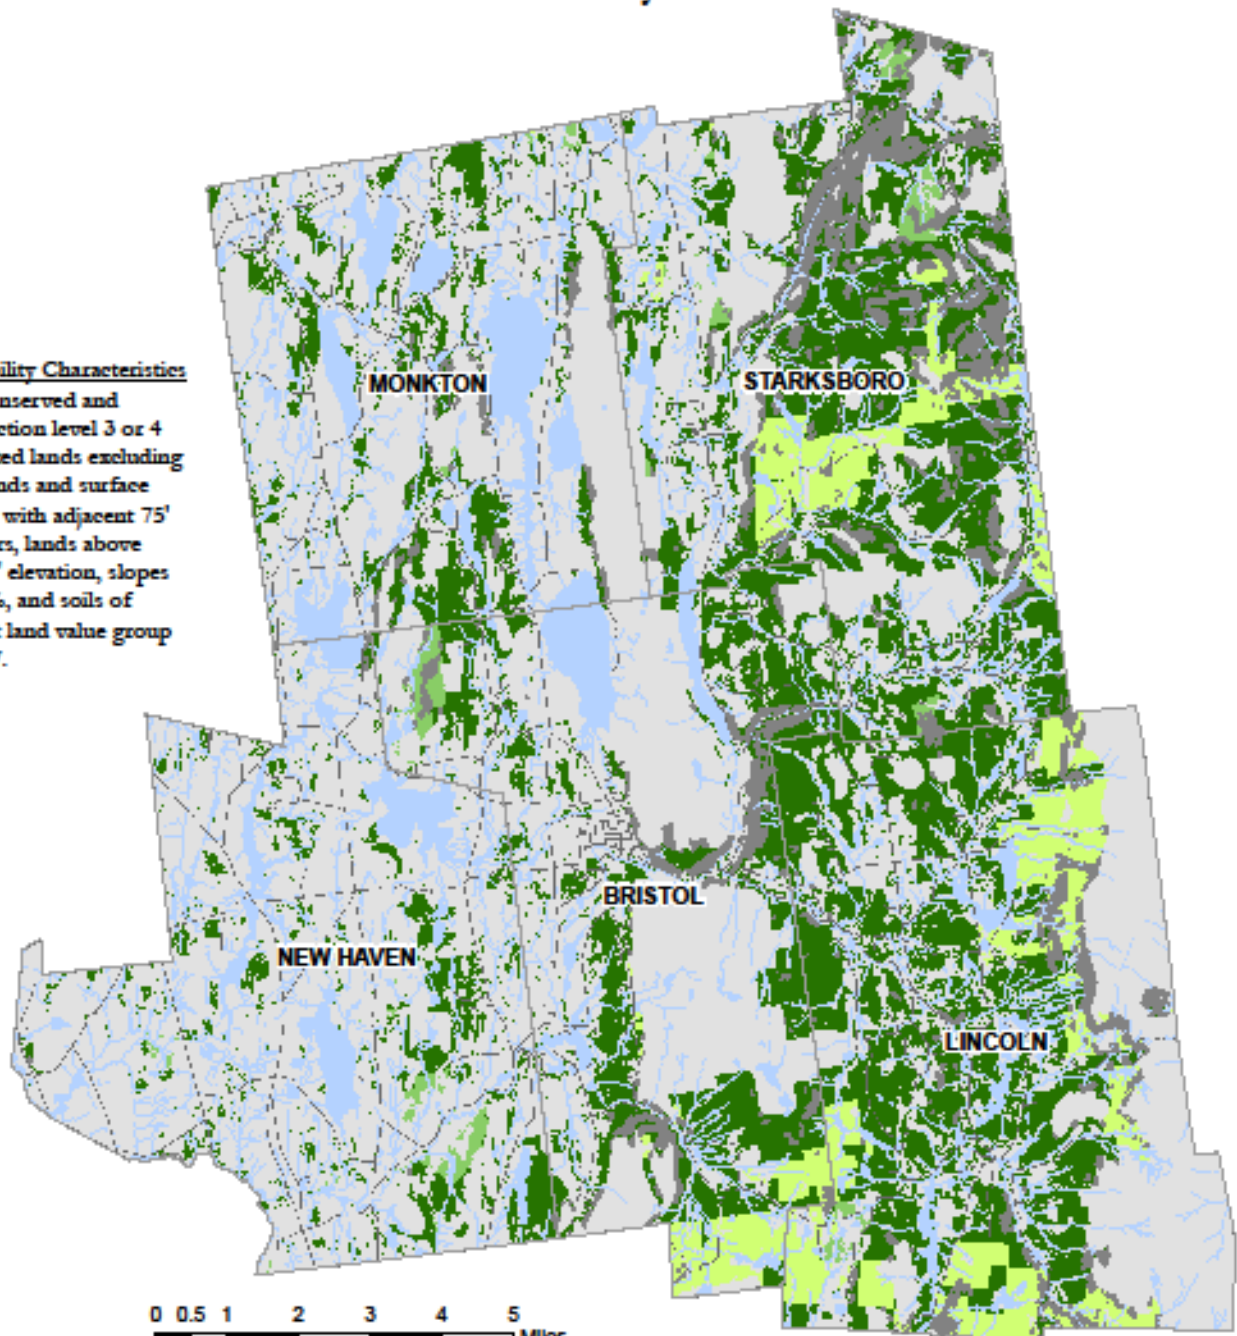 ility Characteristics
nserved and
ction level 3 or 4
ed lands excluding
nds and surface
with adjacent 75'
rs, lands above
' elevation, slopes
%, and soils of
t land value group
MONKTON
STARKSBORO
BRISTOL
NEW HAVEN
LINCOLN
0 0.5 1 2 3 4 5
Miles